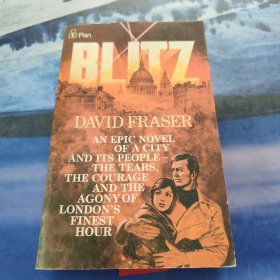 Pan
BLITZ
DAVID FRASER
AN EPIC NOVEL
OF A CITY
AND ITS PEOPLE–
THE TEARS,
THE COURAGE
AND THE
AGONY OF
LONDON'S
FINEST
HOUR